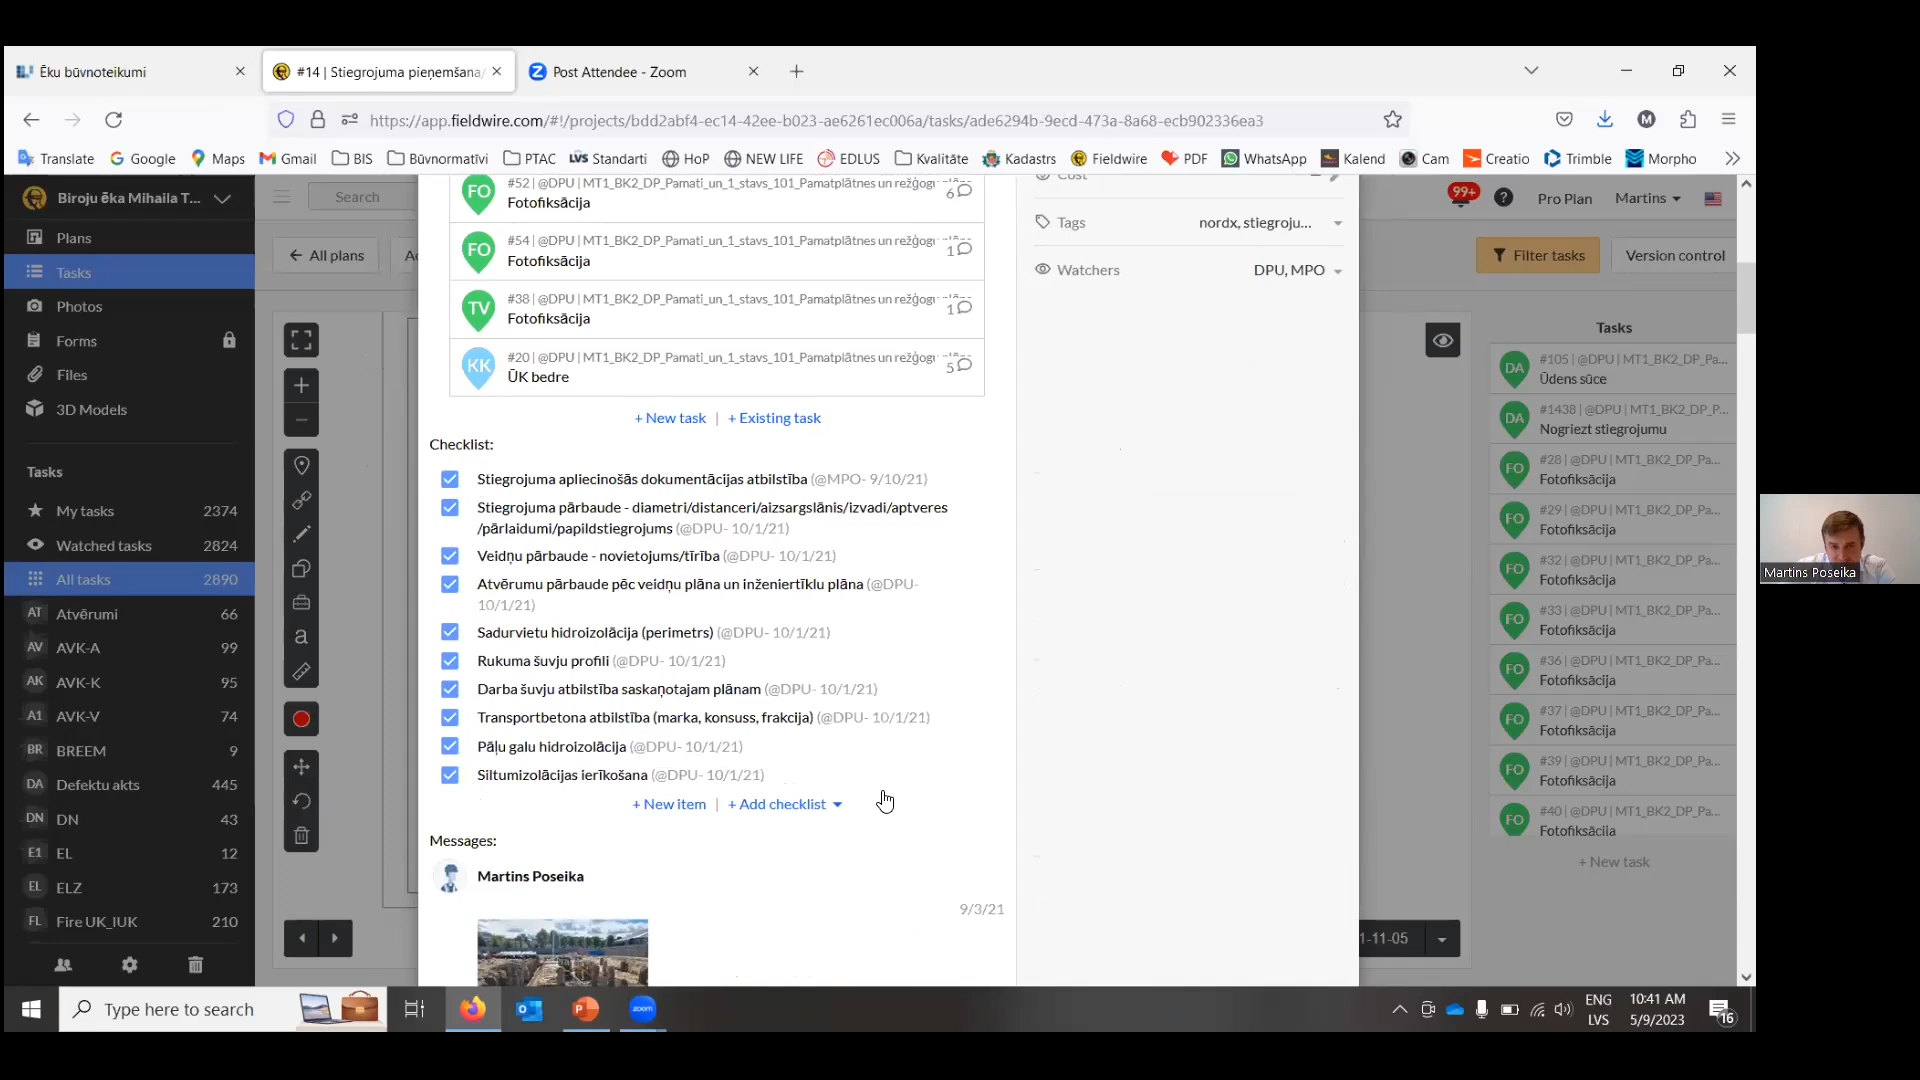 Ēku būvnoteikumi
#14 | Stiegrojuma pieņemšana/
Post Attendee - Zoom
https://app.fieldwire.com/#!/projects/bdd2abf4-ec14-42ee-b023-ae6261ec006a/tasks/ade6294b-9ecd-473a-8a68-ecb902336ea3
Translate
Google
Maps
Gmail
BIS
Būvnormatīvi
PTAC
LVS Standarti
HoP
NEW LIFE
EDLUS
Kvalitāte
Kadastrs
Fieldwire
PDF
WhatsApp
Kalend
Cam
Creatio
Trimble
Morpho
Biroju ēka Mihaila T...
Search
99+
Pro Plan
Martins
Plans
Tasks
Photos
Forms
Files
3D Models
Tasks
My tasks 2374
Watched tasks 2824
All tasks 2890
AT Atvērumi 66
AV AVK-A 99
AK AVK-K 95
A1 AVK-V 74
BR BREEM 9
DA Defektu akts 445
DN DN 43
E1 EL 12
EL ELZ 173
FL Fire UK_IUK 210
All plans
Filter tasks
Version control
FO
#52 | @DPU | MT1_BK2_DP_Pamati_un_1_stavs_101_Pamatplātnes un režģogu
Fotofiksācija
6
FO
#54 | @DPU | MT1_BK2_DP_Pamati_un_1_stavs_101_Pamatplātnes un režģogu
Fotofiksācija
1
TV
#38 | @DPU | MT1_BK2_DP_Pamati_un_1_stavs_101_Pamatplātnes un režģogu
Fotofiksācija
1
KK
#20 | @DPU | MT1_BK2_DP_Pamati_un_1_stavs_101_Pamatplātnes un režģogu
ŪK bedre
5
+ New task | + Existing task
Checklist:
Stiegrojuma apliecinošās dokumentācijas atbilstība (@MPO- 9/10/21)
Stiegrojuma pārbaude - diametri/distanceri/aizsargslānis/izvadi/aptveres
/pārlaidumi/papildstiegrojums (@DPU- 10/1/21)
Veidņu pārbaude - novietojums/tīrība (@DPU- 10/1/21)
Atvērumu pārbaude pēc veidņu plāna un inženiertīklu plāna (@DPU-
10/1/21)
Sadurvietu hidroizolācija (perimetrs) (@DPU- 10/1/21)
Rukuma šuvju profili (@DPU- 10/1/21)
Darba šuvju atbilstība saskaņotajam plānam (@DPU- 10/1/21)
Transportbetona atbilstība (marka, konsuss, frakcija) (@DPU- 10/1/21)
Pāļu galu hidroizolācija (@DPU- 10/1/21)
Siltumizolācijas ierīkošana (@DPU- 10/1/21)
+ New item | + Add checklist
Messages:
Martins Poseika
9/3/21
Cost
Tags nordx, stiegroju...
Watchers DPU, MPO
Tasks
DA
#105 | @DPU | MT1_BK2_DP_Pa...
Ūdens sūce
DA
#1438 | @DPU | MT1_BK2_DP_P...
Nogriezt stiegrojumu
FO
#28 | @DPU | MT1_BK2_DP_Pa...
Fotofiksācija
FO
#29 | @DPU | MT1_BK2_DP_Pa...
Fotofiksācija
FO
#32 | @DPU | MT1_BK2_DP_Pa...
Fotofiksācija
FO
#33 | @DPU | MT1_BK2_DP_Pa...
Fotofiksācija
FO
#36 | @DPU | MT1_BK2_DP_Pa...
Fotofiksācija
FO
#37 | @DPU | MT1_BK2_DP_Pa...
Fotofiksācija
FO
#39 | @DPU | MT1_BK2_DP_Pa...
Fotofiksācija
FO
#40 | @DPU | MT1_BK2_DP_Pa...
Fotofiksācija
+ New task
1-11-05
Martins Poseika
Type here to search
zoom
ENG
LVS
10:41 AM
5/9/2023
16